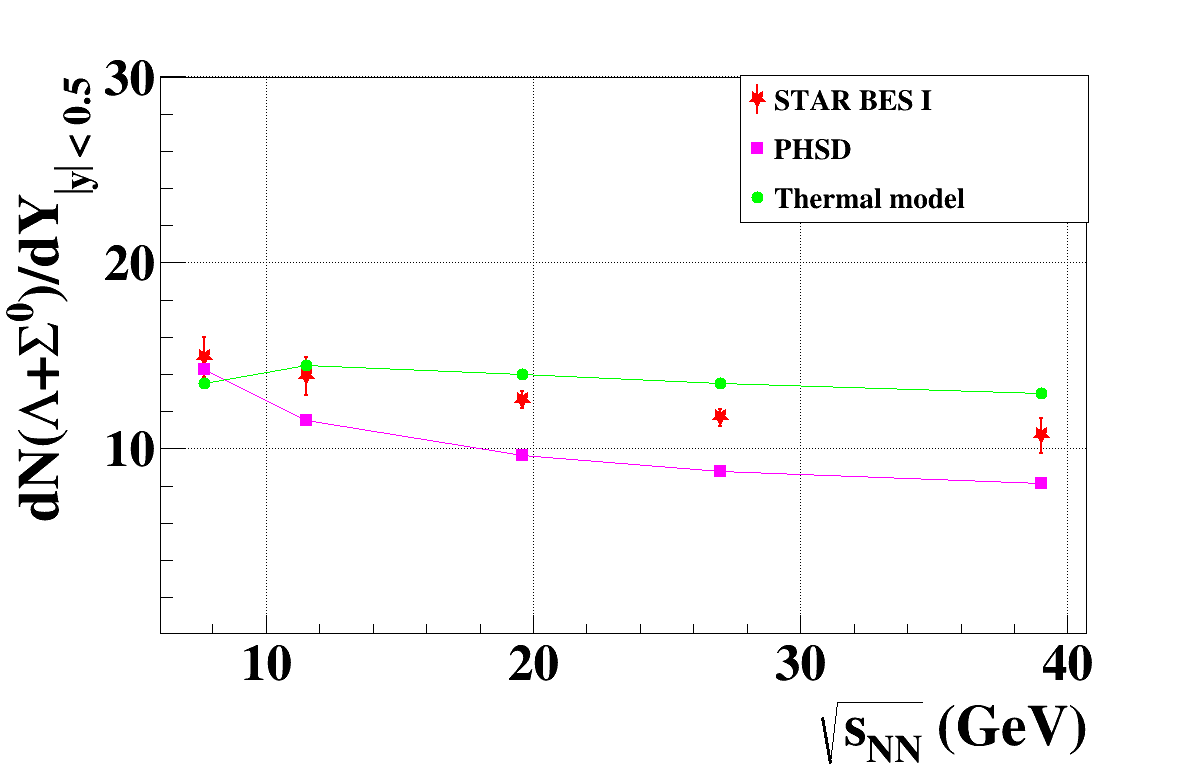 dN(Λ+Σ⁰)/dY|y| < 0.5
30
20
10
STAR BES I
PHSD
Thermal model
10 20 30 40
√sNN (GeV)